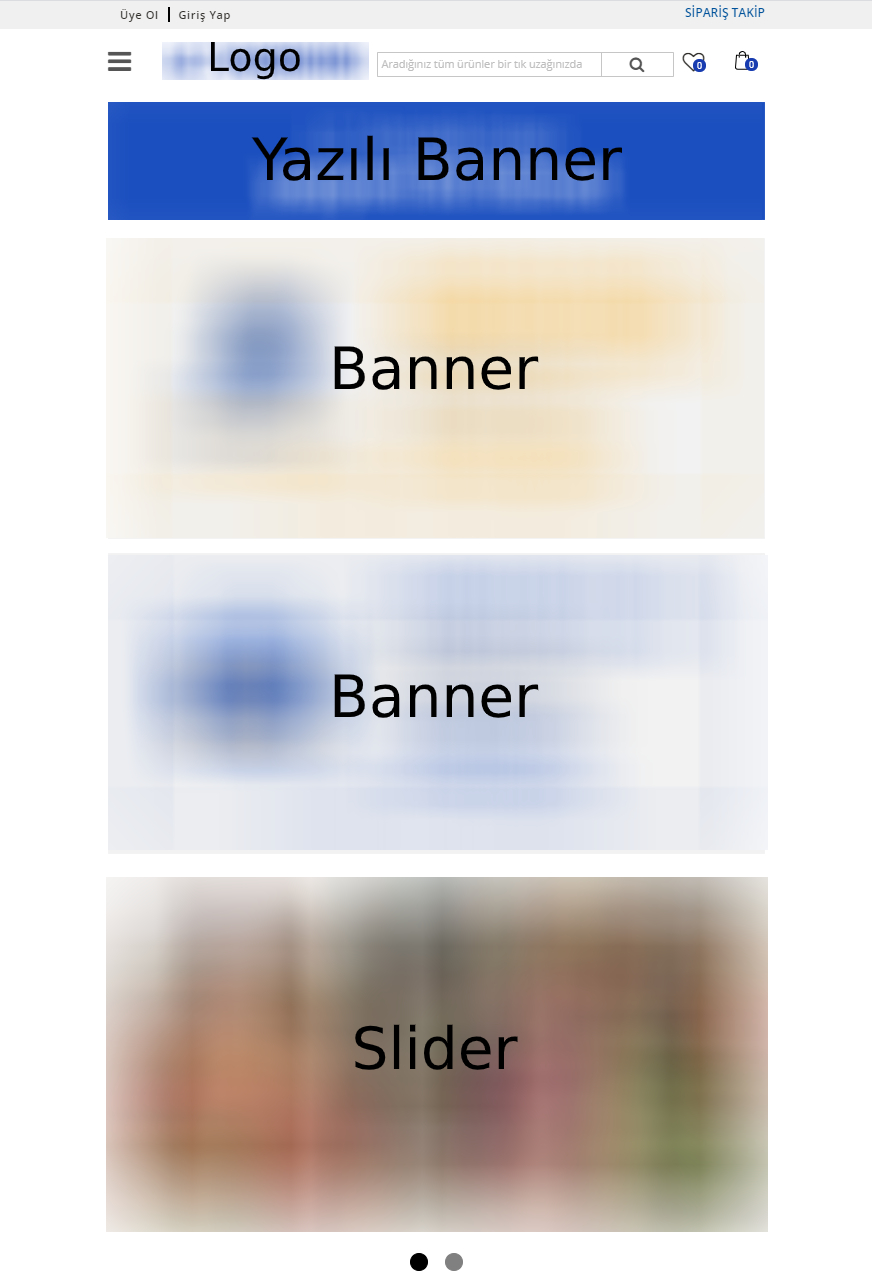 Üye Ol
Giriş Yap
SİPARİŞ TAKİP
Logo
Aradığınız tüm ürünler bir tık uzağınızda
0
0
Yazılı Banner
Banner
Banner
Slider